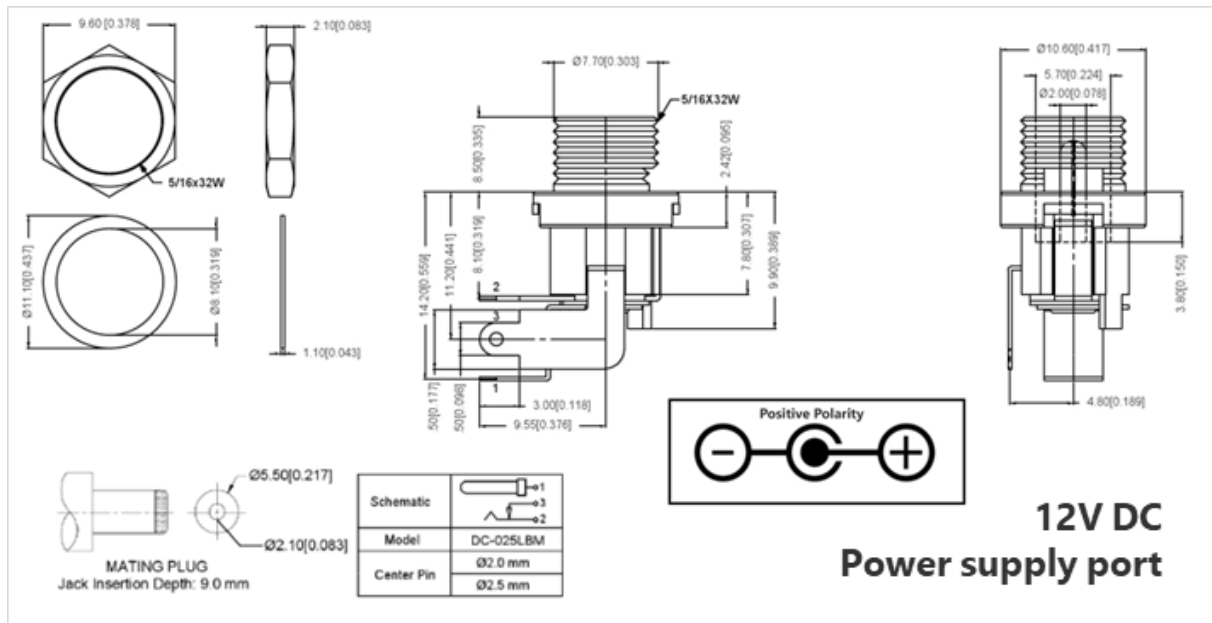 9.60 [0.378]
2.10[0.083]
5/16x32W
Ø11.10[0.437]
Ø8.10[0.319]
1.10[0.043]
Ø7.70[0.303]
5/16X32W
8.50[0.335]
2.42[0.095]
14.20[0.559]
11.20[0.441]
8.10[0.319]
7.80[0.307]
9.90[0.389]
2
3
1
.50[0.177]
.50[0.098]
3.00[0.118]
9.55[0.376]
Ø10.60[0.417]
5.70[0.224]
Ø2.00[0.078]
3.80[0.150]
4.80[0.189]
Positive Polarity
- +
Ø5.50[0.217]
Ø2.10[0.083]
MATING PLUG
Jack Insertion Depth: 9.0 mm
Schematic
1
3
2
Model DC-025LBM
Center Pin Ø2.0 mm
Ø2.5 mm
12V DC
Power supply port